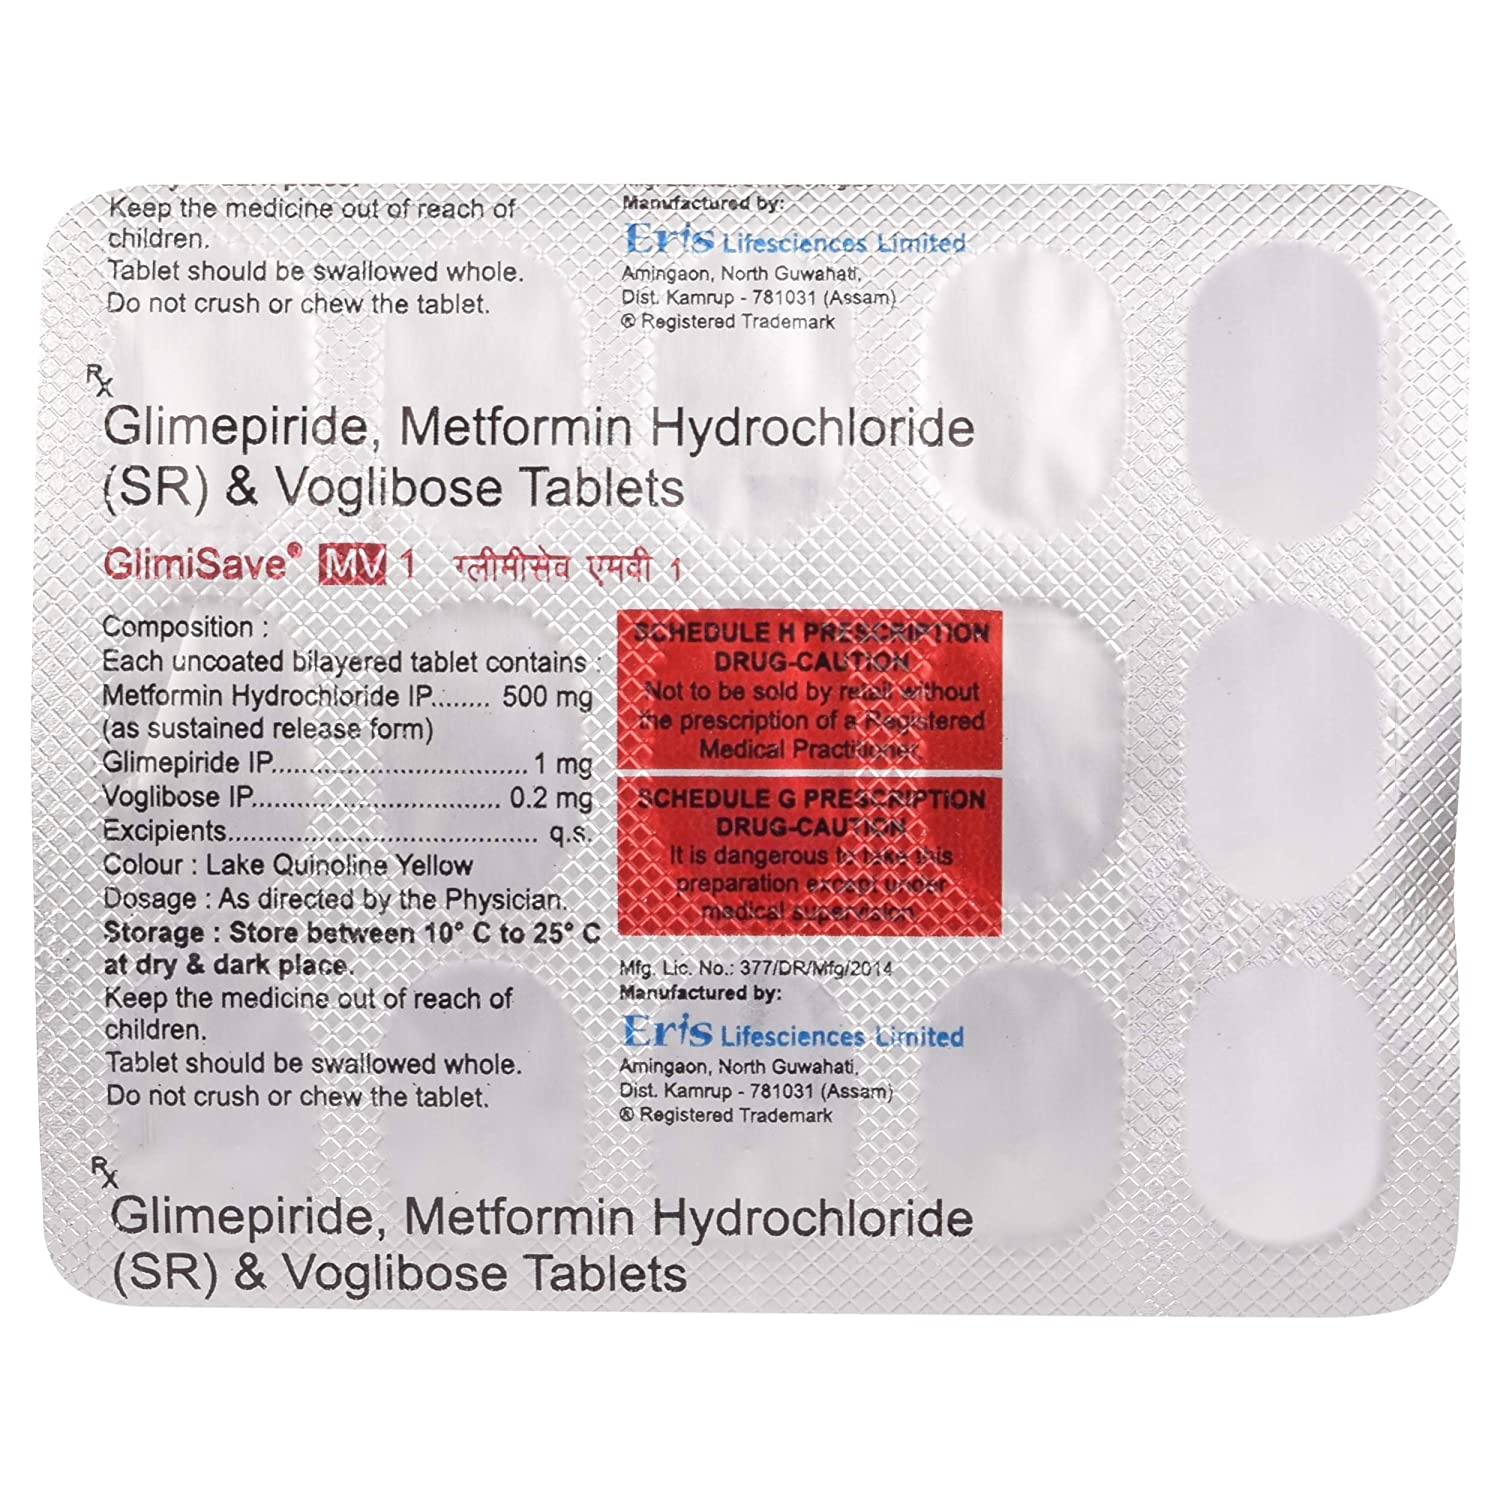 Keep the medicine out of reach of
children.
Tablet should be swallowed whole.
Do not crush or chew the tablet.
Manufactured by:
Eris Lifesciences Limited
Amingaon, North Guwahati,
Dist. Kamrup - 781031 (Assam)
® Registered Trademark
Rx
Glimepiride, Metformin Hydrochloride
(SR) & Voglibose Tablets
GlimiSave® MV 1 ग्लीमीसेव एमवी 1
Composition :
Each uncoated bilayered tablet contains :
Metformin Hydrochloride IP........ 500 mg
(as sustained release form)
Glimepiride IP................................ 1 mg
Voglibose IP................................ 0.2 mg
Excipients....................................... q.s.
Colour : Lake Quinoline Yellow
Dosage : As directed by the Physician.
Storage : Store between 10° C to 25° C
at dry & dark place.
Keep the medicine out of reach of
children.
Tablet should be swallowed whole.
Do not crush or chew the tablet.
SCHEDULE H PRESCRIPTION
DRUG-CAUTION
Not to be sold by retail without
the prescription of a Registered
Medical Practitioner.
SCHEDULE G PRESCRIPTION
DRUG-CAUTION
It is dangerous to take this
preparation except under
medical supervision
Mfg. Lic. No.: 377/DR/Mfg/2014
Manufactured by:
Eris Lifesciences Limited
Amingaon, North Guwahati,
Dist. Kamrup - 781031 (Assam)
® Registered Trademark
Rx
Glimepiride, Metformin Hydrochloride
(SR) & Voglibose Tablets